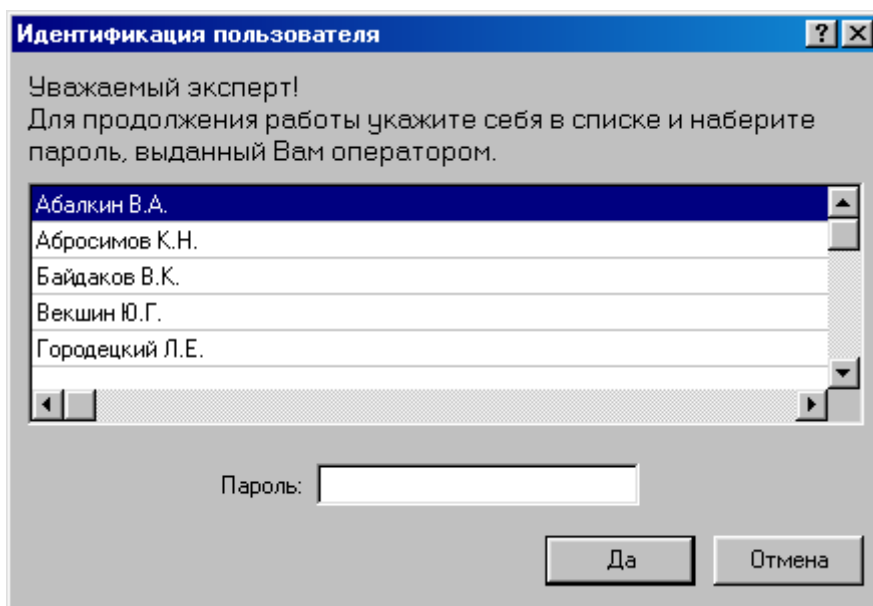 Идентификация пользователя
Уважаемый эксперт!
Для продолжения работы укажите себя в списке и наберите
пароль, выданный Вам оператором.
Абалкин В.А.
Абросимов К.Н.
Байдаков В.К.
Векшин Ю.Г.
Городецкий Л.Е.
Пароль:
Да
Отмена